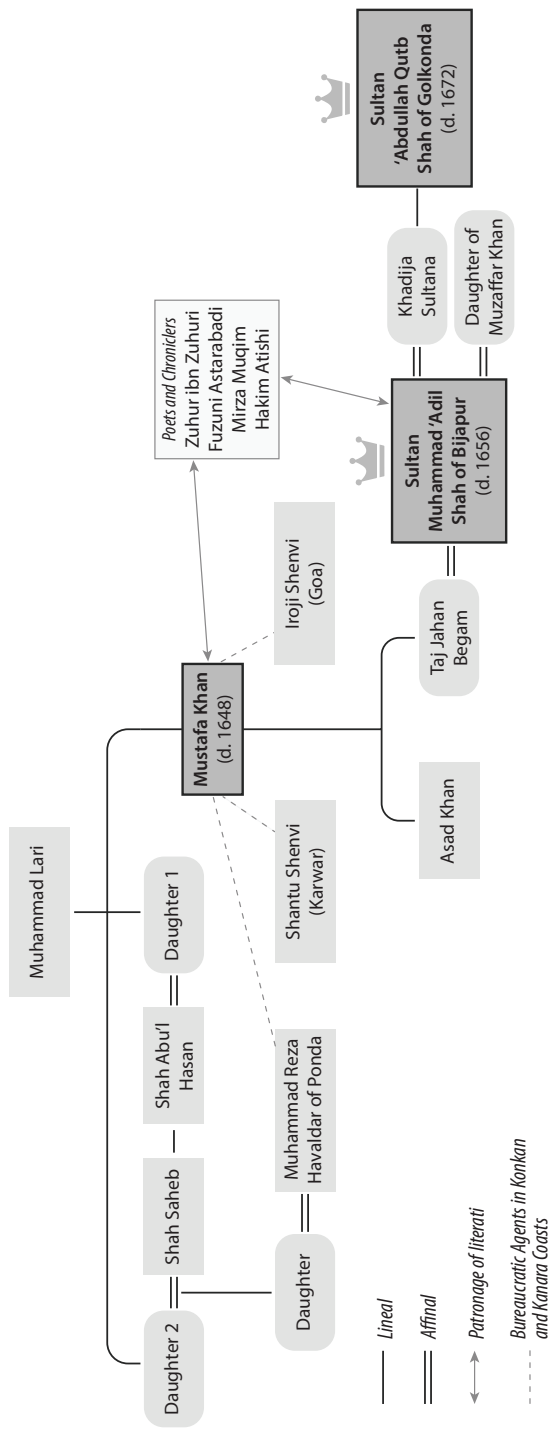 Muhammad Lari
Daughter 2
Shah Saheb
Shah Abu'l
Hasan
Daughter 1
Mustafa Khan
(d. 1648)
Poets and Chroniclers
Zuhur ibn Zuhuri
Fuzuni Astarabadi
Mirza Muqim
Hakim Atishi
Sultan
‘Abdullah Qutb
Shah of Golkonda
(d. 1672)
Daughter
Muhammad Reza
Havaldar of Ponda
Shantu Shenvi
(Karwar)
Iroji Shenvi
(Goa)
Asad Khan
Taj Jahan
Begam
Sultan
Muhammad ‘Adil
Shah of Bijapur
(d. 1656)
Khadija
Sultana
Daughter of
Muzaffar Khan
Lineal
Affinal
Patronage of literati
Bureaucratic Agents in Konkan
and Kanara Coasts